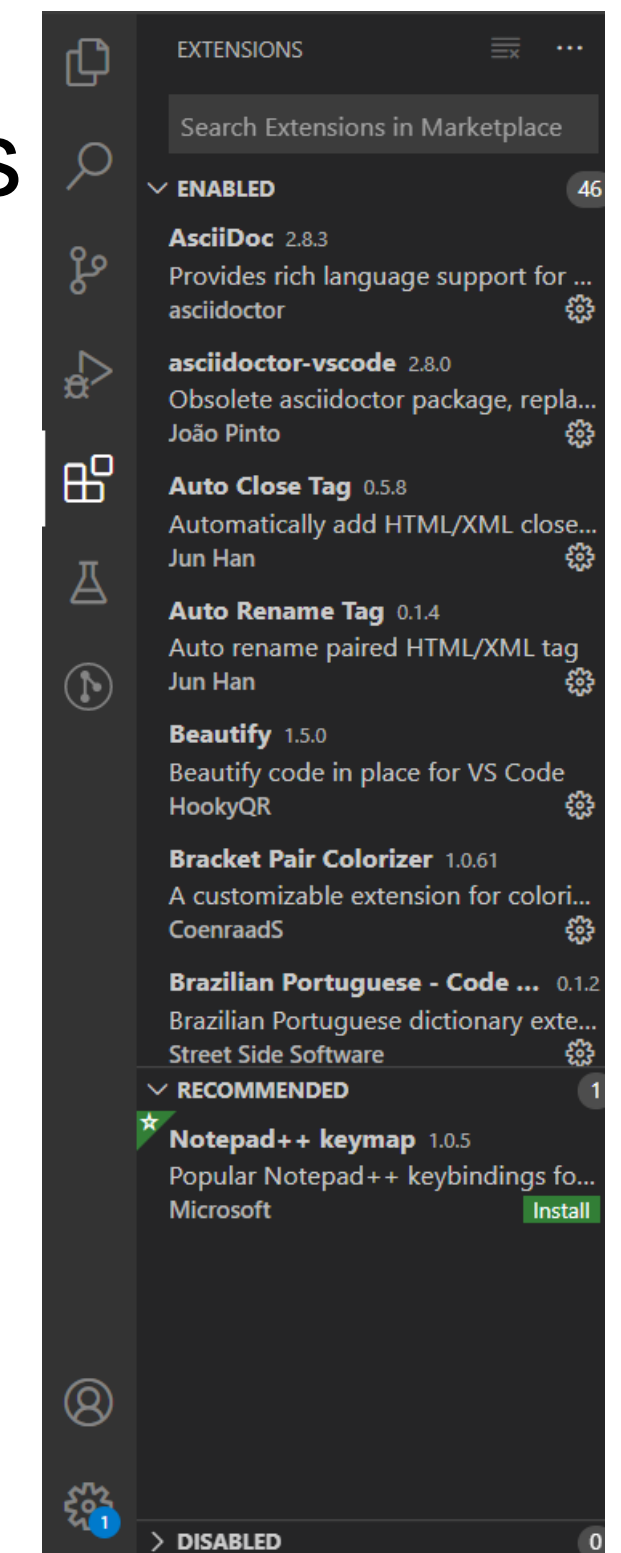 s
EXTENSIONS
Search Extensions in Marketplace
ENABLED 46
AsciiDoc 2.8.3
Provides rich language support for ...
asciidoctor
asciidoctor-vscode 2.8.0
Obsolete asciidoctor package, repla...
João Pinto
Auto Close Tag 0.5.8
Automatically add HTML/XML close...
Jun Han
Auto Rename Tag 0.1.4
Auto rename paired HTML/XML tag
Jun Han
Beautify 1.5.0
Beautify code in place for VS Code
HookyQR
Bracket Pair Colorizer 1.0.61
A customizable extension for colori...
CoenraadS
Brazilian Portuguese - Code ... 0.1.2
Brazilian Portuguese dictionary exte...
Street Side Software
RECOMMENDED 1
Notepad++ keymap 1.0.5
Popular Notepad++ keybindings fo...
Microsoft Install
1
DISABLED 0